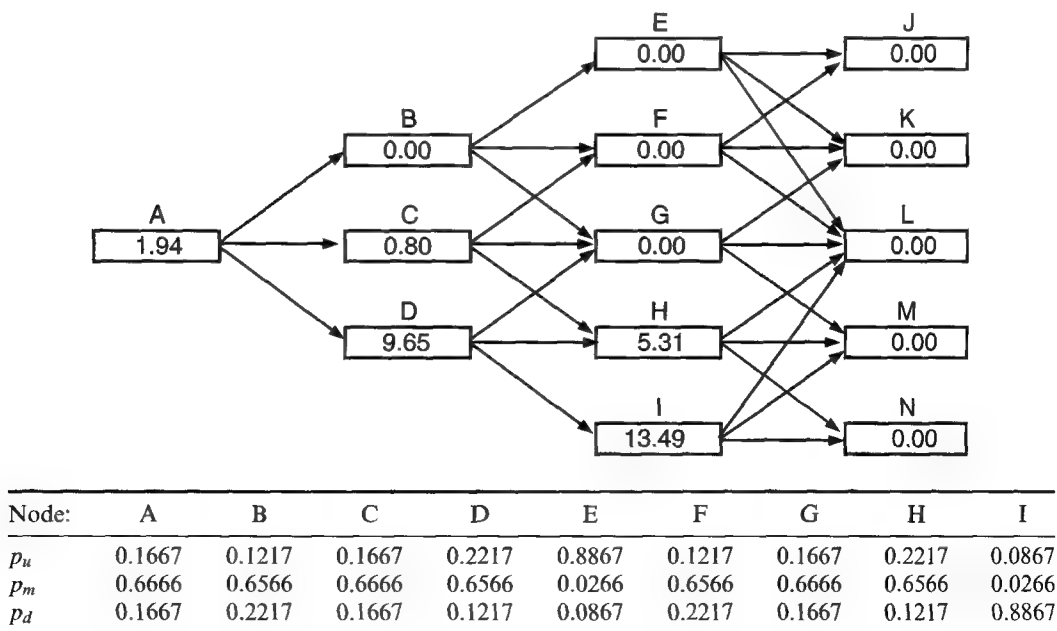 E J
0.00 0.00
B F K
0.00 0.00 0.00
A C G L
1.94 0.80 0.00 0.00
D H M
9.65 5.31 0.00
I N
13.49 0.00
Node: A B C D E F G H I
p_u 0.1667 0.1217 0.1667 0.2217 0.8867 0.1217 0.1667 0.2217 0.0867
p_m 0.6666 0.6566 0.6666 0.6566 0.0266 0.6566 0.6666 0.6566 0.0266
p_d 0.1667 0.2217 0.1667 0.1217 0.0867 0.2217 0.1667 0.1217 0.8867